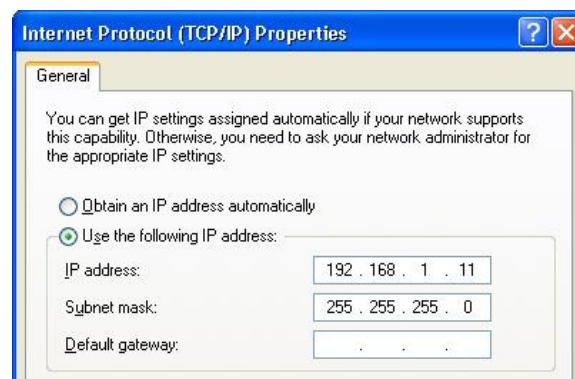 Internet Protocol (TCP/IP) Properties
General
You can get IP settings assigned automatically if your network supports
this capability. Otherwise, you need to ask your network administrator for
the appropriate IP settings.
Obtain an IP address automatically
Use the following IP address:
IP address: 192 . 168 . 1 . 11
Subnet mask: 255 . 255 . 255 . 0
Default gateway: . . .